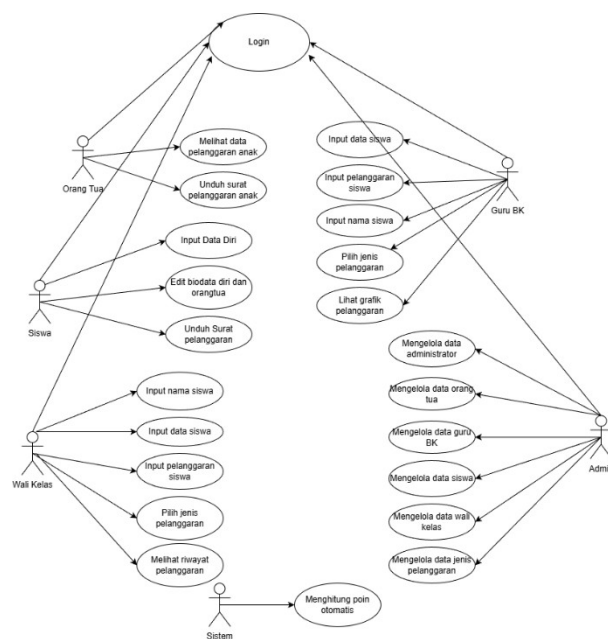 Login
Orang Tua
Melihat data
pelanggaran anak
Unduh surat
pelanggaran anak
Input data siswa
Input pelanggaran
siswa
Input nama siswa
Pilih jenis
pelanggaran
Lihat grafik
pelanggaran
Guru BK
Siswa
Input Data Diri
Edit biodata diri dan
orangtua
Unduh Surat
pelanggaran
Wali Kelas
Input nama siswa
Input data siswa
Input pelanggaran
siswa
Pilih jenis
pelanggaran
Melihat riwayat
pelanggaran
Mengelola data
administrator
Mengelola data orang
tua
Mengelola data guru
BK
Mengelola data siswa
Mengelola data wali
kelas
Mengelola data jenis
pelanggaran
Admi
Sistem
Menghitung poin
otomatis